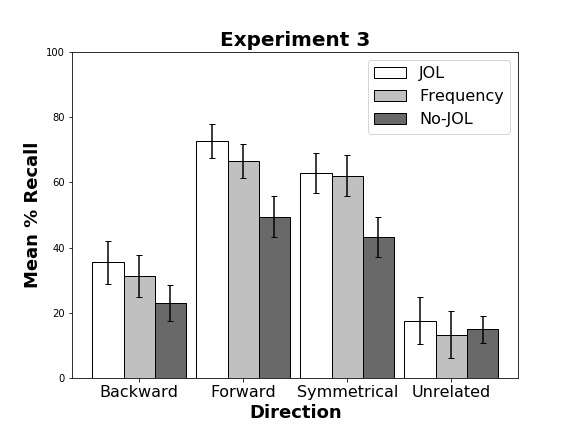 Experiment 3
100
80
60
40
20
0
Mean % Recall
JOL
Frequency
No-JOL
Backward Forward Symmetrical Unrelated
Direction